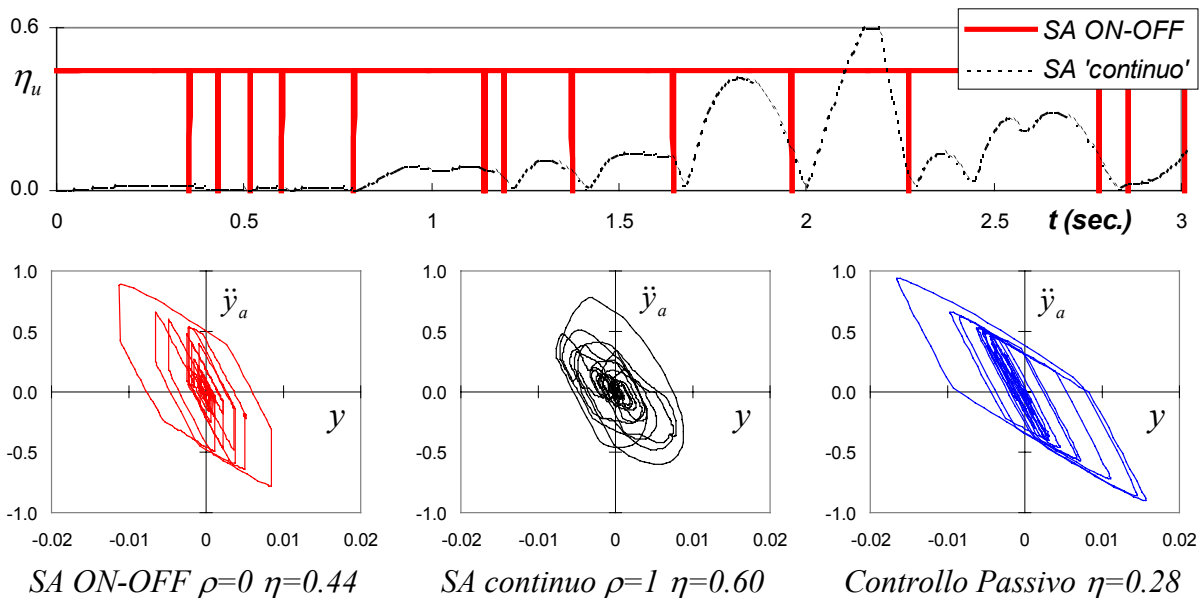 0.6
SA ON-OFF
SA 'continuo'
η_u
0.0
0 0.5 1 1.5 2 2.5 3
t (sec.)
1.0
0.5
0.0
-0.5
-1.0
ÿ_a
y
-0.02 -0.01 0 0.01 0.02
SA ON-OFF ρ=0 η=0.44
1.0
0.5
0.0
-0.5
-1.0
ÿ_a
y
-0.02 -0.01 0 0.01 0.02
SA continuo ρ=1 η=0.60
1.0
0.5
0.0
-0.5
-1.0
ÿ_a
y
-0.02 -0.01 0 0.01 0.02
Controllo Passivo η=0.28